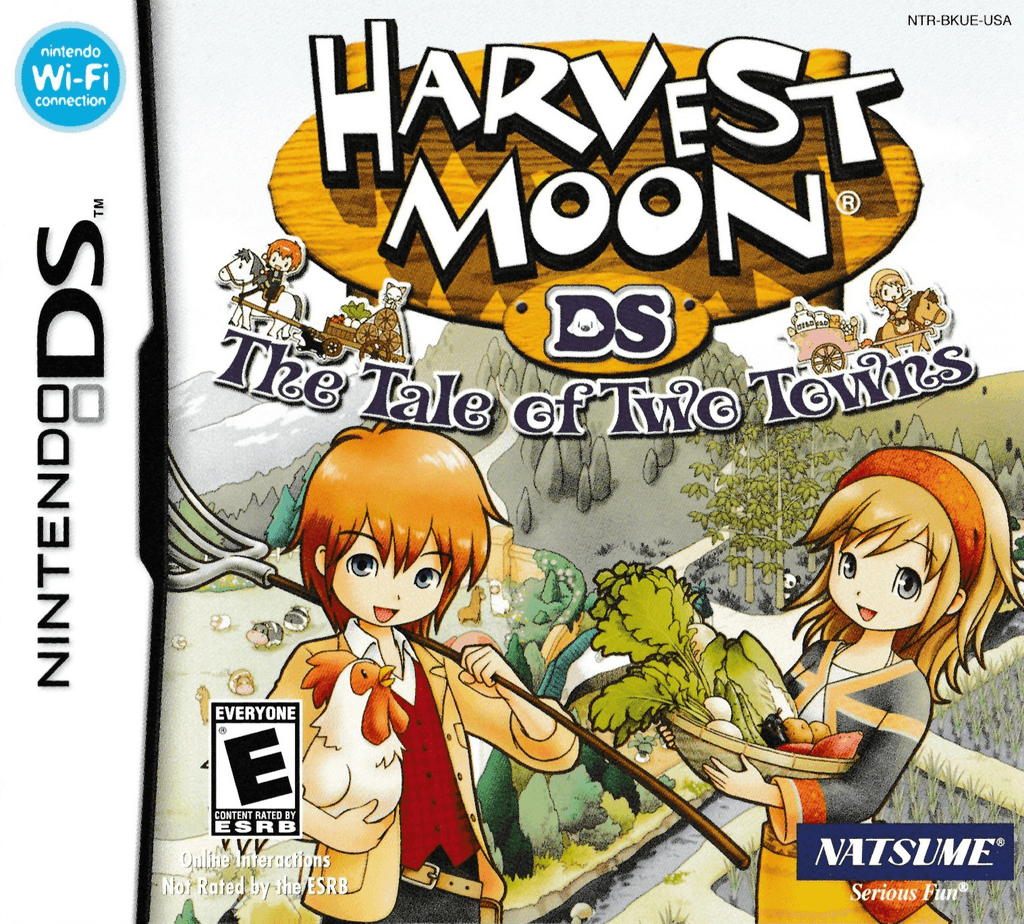 NTR-BKUE-USA
nintendo
Wi-Fi
connection
HARVEST
MOON®
DS
The Tale of Two Towns
NINTENDO DS™
EVERYONE
E
®
CONTENT RATED BY
ESRB
Online Interactions
Not Rated by the ESRB
NATSUME®
Serious Fun®